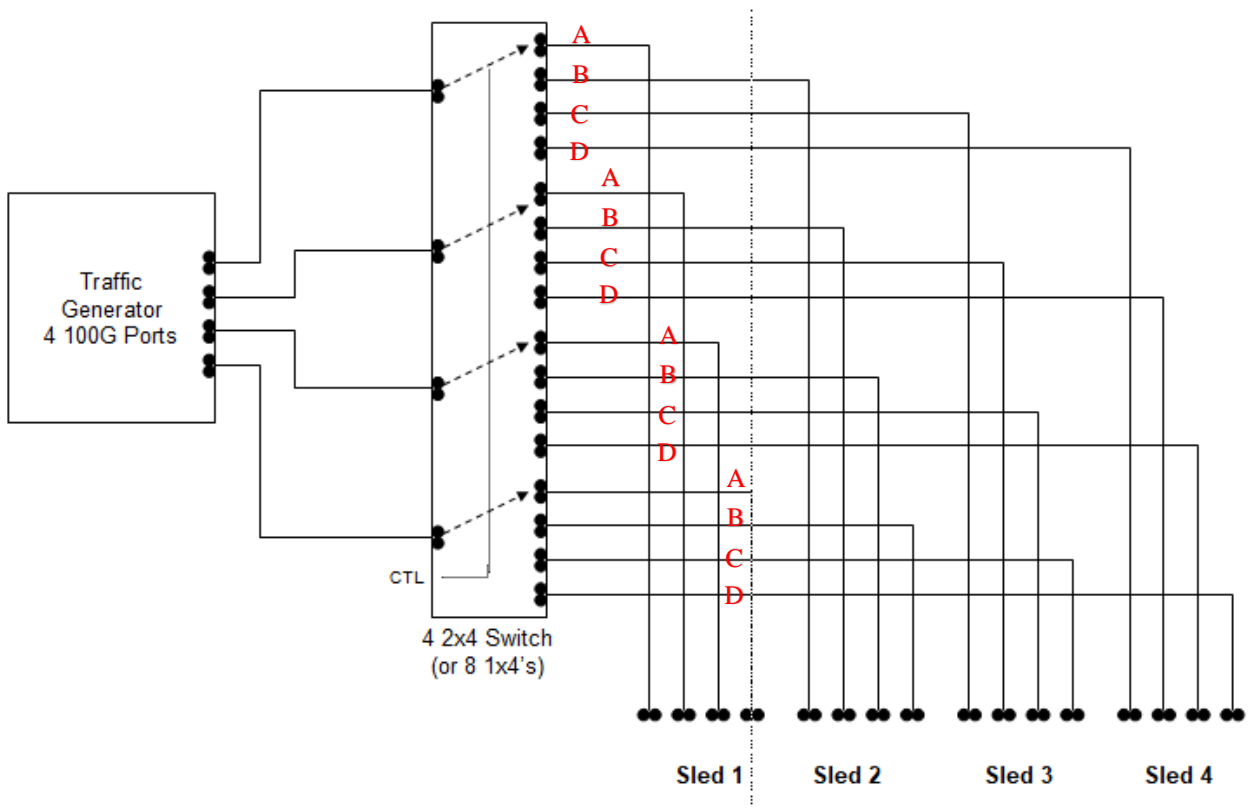 A
B
C
D
A
B
C
D
Traffic
Generator
4 100G Ports
A
B
C
D
A
B
C
D
CTL
4 2x4 Switch
(or 8 1x4's)
Sled 1 Sled 2 Sled 3 Sled 4